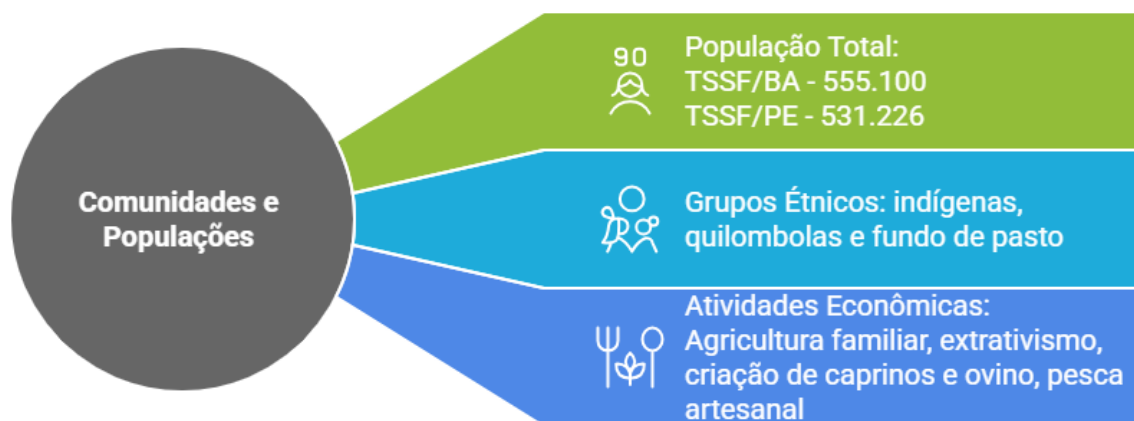 Comunidades e
Populações
90
População Total:
TSSF/BA - 555.100
TSSF/PE - 531.226
Grupos Étnicos: indígenas,
quilombolas e fundo de pasto
Atividades Econômicas:
Agricultura familiar, extrativismo,
criação de caprinos e ovino, pesca
artesanal